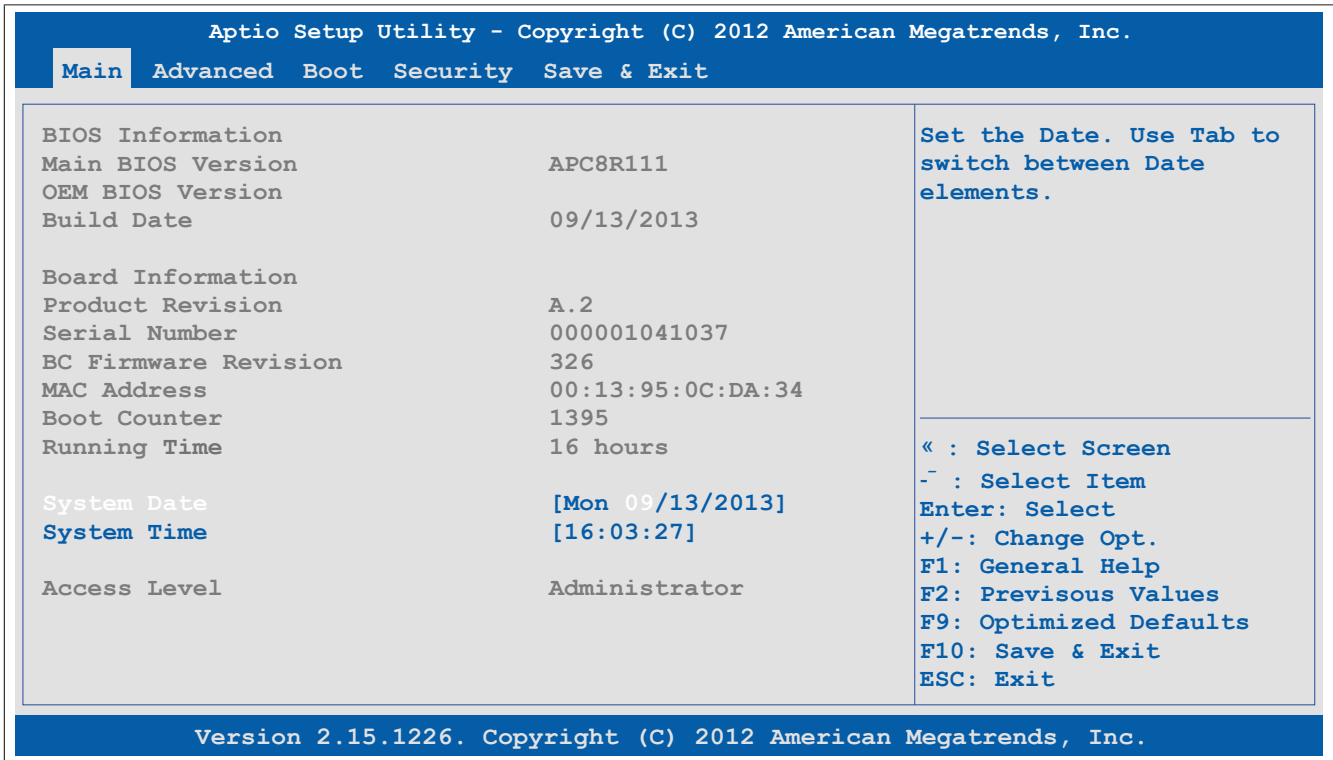 Aptio Setup Utility - Copyright (C) 2012 American Megatrends, Inc.
Main Advanced Boot Security Save & Exit
BIOS Information
Main BIOS Version APC8R111
OEM BIOS Version
Build Date 09/13/2013
Board Information
Product Revision A.2
Serial Number 000001041037
BC Firmware Revision 326
MAC Address 00:13:95:0C:DA:34
Boot Counter 1395
Running Time 16 hours
System Date [Mon 09/13/2013]
System Time [16:03:27]
Access Level Administrator
Set the Date. Use Tab to
switch between Date
elements.
« : Select Screen
-¯ : Select Item
Enter: Select
+/-: Change Opt.
F1: General Help
F2: Previsous Values
F9: Optimized Defaults
F10: Save & Exit
ESC: Exit
Version 2.15.1226. Copyright (C) 2012 American Megatrends, Inc.